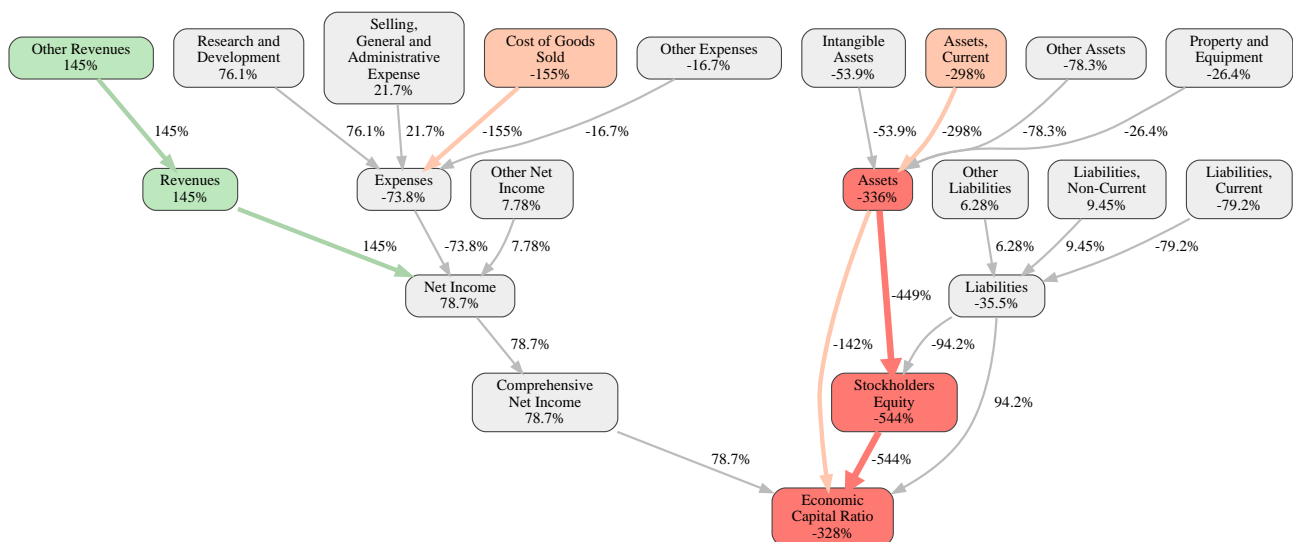 Other Revenues
145%
Research and
Development
76.1%
Selling,
General and
Administrative
Expense
21.7%
Cost of Goods
Sold
-155%
Other Expenses
-16.7%
Intangible
Assets
-53.9%
Assets,
Current
-298%
Other Assets
-78.3%
Property and
Equipment
-26.4%
145%
76.1%
21.7%
-155%
-16.7%
-53.9%
-298%
-78.3%
-26.4%
Revenues
145%
Expenses
-73.8%
Other Net
Income
7.78%
Assets
-336%
Other
Liabilities
6.28%
Liabilities,
Non-Current
9.45%
Liabilities,
Current
-79.2%
145%
-73.8%
7.78%
6.28%
9.45%
-79.2%
Net Income
78.7%
Liabilities
-35.5%
-449%
78.7%
-142%
-94.2%
Comprehensive
Net Income
78.7%
Stockholders
Equity
-544%
94.2%
78.7%
-544%
Economic
Capital Ratio
-328%